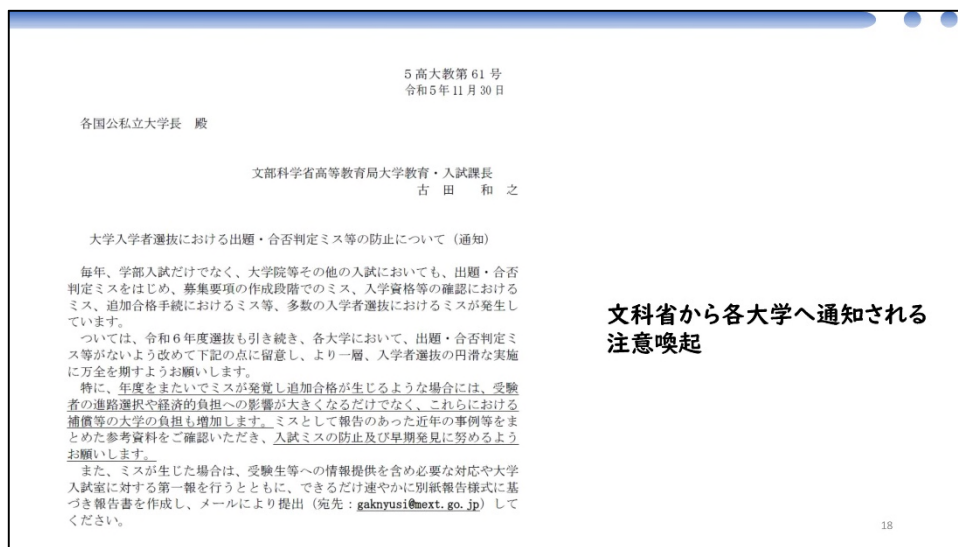 5高大教第61号
令和5年11月30日
各国公私立大学長　殿
文部科学省高等教育局大学教育・入試課長
古　田　　和　之
大学入学者選抜における出題・合否判定ミス等の防止について（通知）
毎年、学部入試だけでなく、大学院等その他の入試においても、出題・合否
判定ミスをはじめ、募集要項の作成段階でのミス、入学資格等の確認における
ミス、追加合格手続におけるミス等、多数の入学者選抜におけるミスが発生し
ています。
ついては、令和6年度選抜も引き続き、各大学において、出題・合否判定ミ
ス等がないよう改めて下記の点に留意し、より一層、入学者選抜の円滑な実施
に万全を期すようお願いします。
特に、年度をまたいでミスが発覚し追加合格が生じるような場合には、受験
者の進路選択や経済的負担への影響が大きくなるだけでなく、これらにおける
補償等の大学の負担も増加します。ミスとして報告のあった近年の事例等をま
とめた参考資料をご確認いただき、入試ミスの防止及び早期発見に努めるよう
お願いします。
また、ミスが生じた場合は、受験生等への情報提供を含め必要な対応や大学
入試室に対する第一報を行うとともに、できるだけ速やかに別紙報告様式に基
づき報告書を作成し、メールにより提出（宛先：gaknyusi@mext.go.jp）して
ください。
文科省から各大学へ通知される
注意喚起
18